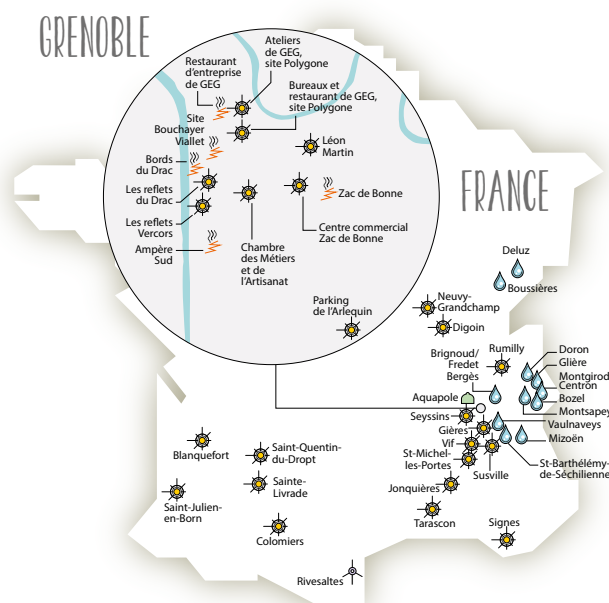 GRENOBLE
Ateliers
de GEG,
site Polygone
Restaurant
d'entreprise
de GEG
Bureaux et
restaurant de GEG,
site Polygone
Site
Bouchayer
Viallet
Léon
Martin
Bords
du Drac
Les reflets
du Drac
Zac de Bonne
FRANCE
Les reflets
Vercors
Centre commercial
Zac de Bonne
Ampère
Sud
Chambre
des Métiers
et de
l'Artisanat
Deluz
Boussières
Parking
de l'Arlequin
Neuvy-
Grandchamp
Digoin
Rumilly
Doron
Brignoud/
Fredet
Glière
Bergès
Montgirod
Centron
Aquapole
Bozel
Montsapey
Seyssins
Vaulnaveys
Gières
Vif
Mizoën
St-Michel-
les-Portes
St-Barthélémy-
de-Séchilienne
Susville
Blanquefort
Saint-Quentin-
du-Dropt
Sainte-
Livrade
Jonquières
Saint-Julien-
en-Born
Tarascon
Signes
Colomiers
Rivesaltes